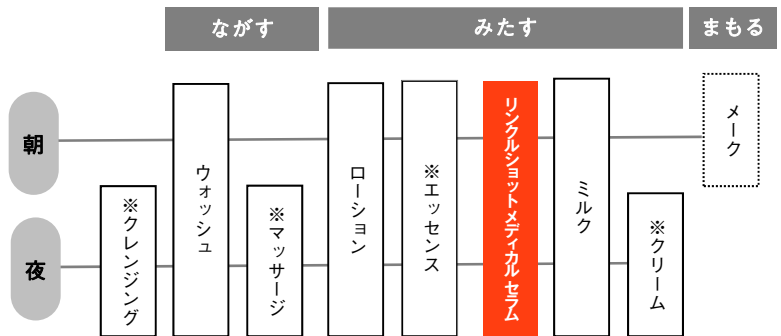 ながす
みたす
まもる
朝
夜
※クレンジング
ウォッシュ
※マッサージ
ローション
※エッセンス
リンクルショットメディカルセラム
ミルク
※クリーム
メーク